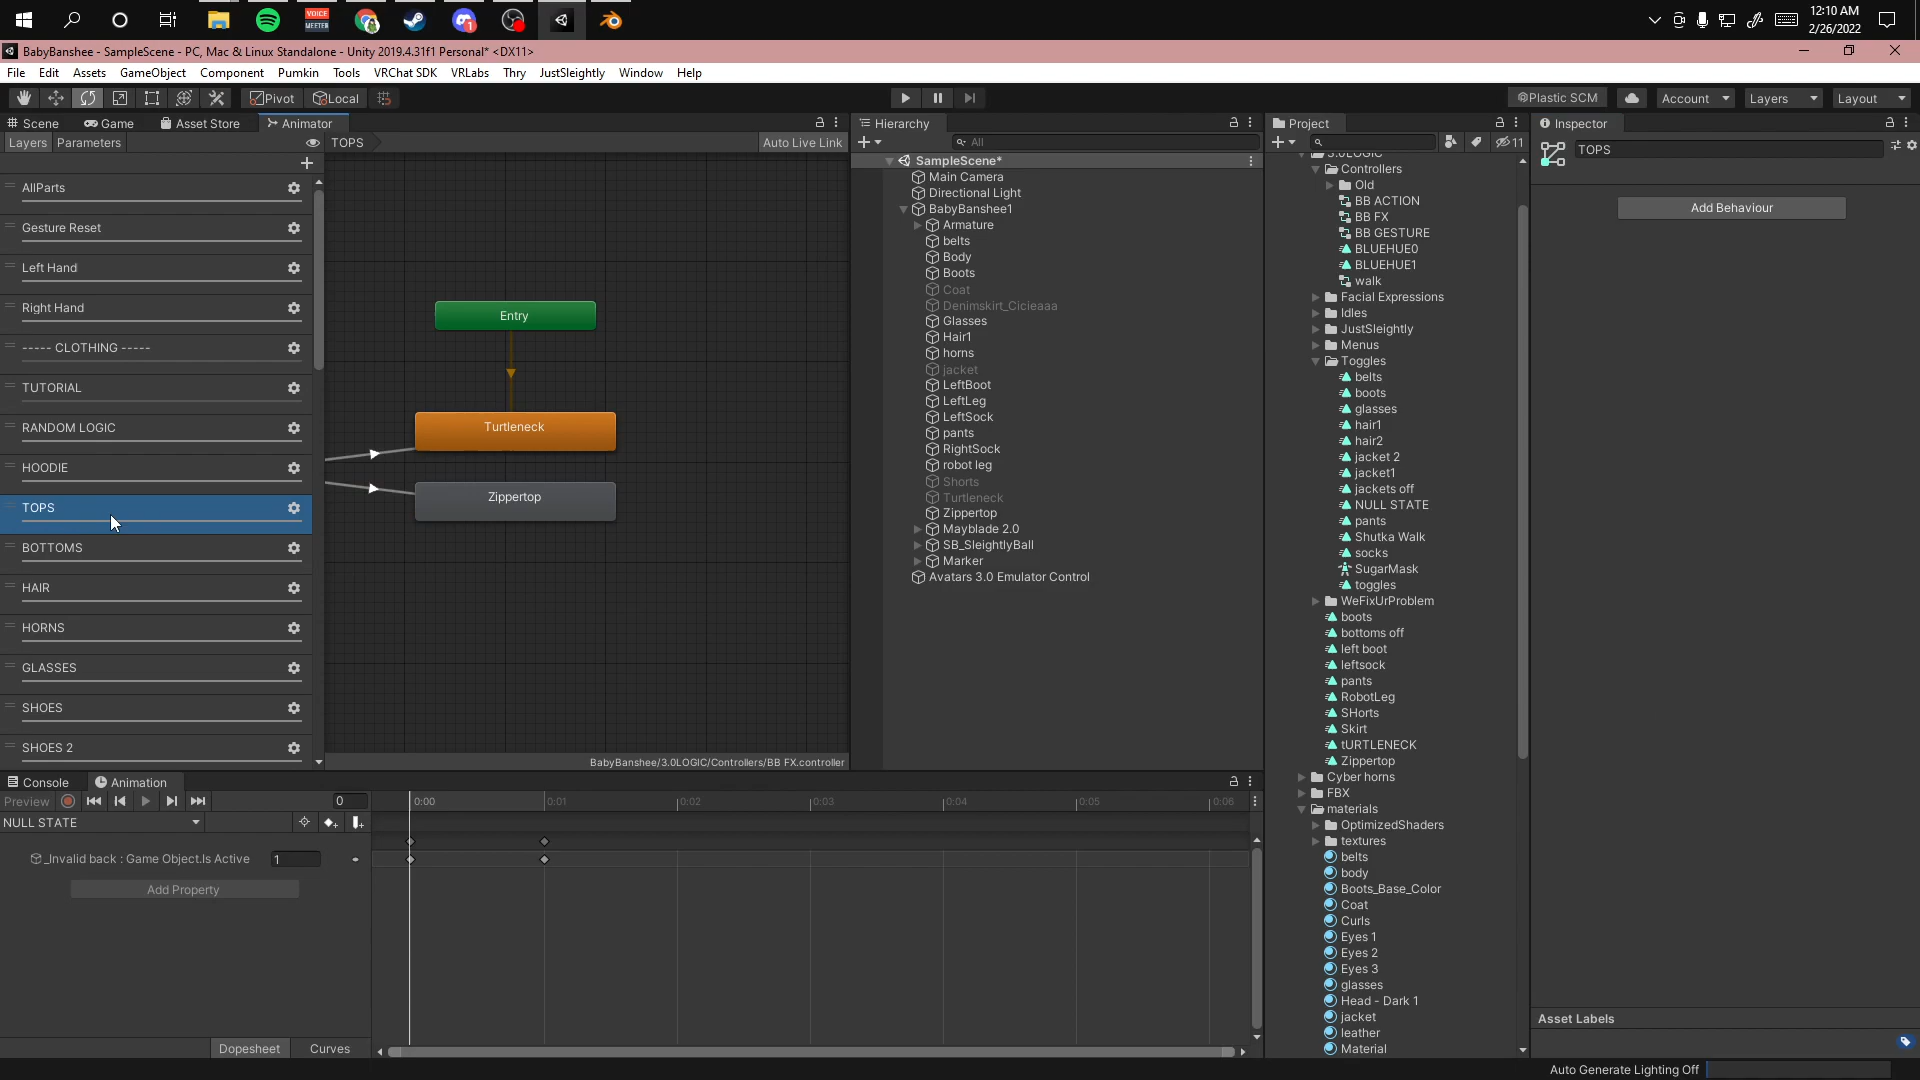 VOICE
MEETER
1
12:10 AM
2/26/2022
BabyBanshee - SampleScene - PC, Mac & Linux Standalone - Unity 2019.4.31f1 Personal* <DX11>
File Edit Assets GameObject Component Pumkin Tools VRChat SDK VRLabs Thry JustSleightly Window Help
Pivot Local
Plastic SCM Account Layers Layout
Scene Game Asset Store Animator
Layers Parameters TOPS Auto Live Link
AllParts
Gesture Reset
Left Hand
Right Hand
----- CLOTHING -----
TUTORIAL
RANDOM LOGIC
HOODIE
TOPS
BOTTOMS
HAIR
HORNS
GLASSES
SHOES
SHOES 2
Entry
Turtleneck
Zippertop
BabyBanshee/3.0LOGIC/Controllers/BB FX.controller
Hierarchy
All
SampleScene*
Main Camera
Directional Light
BabyBanshee1
Armature
belts
Body
Boots
Coat
Denimskirt_Cicieaaa
Glasses
Hair1
horns
jacket
LeftBoot
LeftLeg
LeftSock
pants
RightSock
robot leg
Shorts
Turtleneck
Zippertop
Mayblade 2.0
SB_SleightlyBall
Marker
Avatars 3.0 Emulator Control
Project
11
3.0LOGIC
Controllers
Old
BB ACTION
BB FX
BB GESTURE
BLUEHUE0
BLUEHUE1
walk
Facial Expressions
Idles
JustSleightly
Menus
Toggles
belts
boots
glasses
hair1
hair2
jacket 2
jacket1
jackets off
NULL STATE
pants
Shutka Walk
socks
SugarMask
toggles
WeFixUrProblem
boots
bottoms off
left boot
leftsock
pants
RobotLeg
SHorts
Skirt
tURTLENECK
Zippertop
Cyber horns
FBX
materials
OptimizedShaders
textures
belts
body
Boots_Base_Color
Coat
Curls
Eyes 1
Eyes 2
Eyes 3
glasses
Head - Dark 1
jacket
leather
Material
Inspector
TOPS
Add Behaviour
Asset Labels
Console Animation
Preview 0
0:00 0:01 0:02 0:03 0:04 0:05 0:06
NULL STATE
_Invalid back : Game Object.Is Active 1
Add Property
Dopesheet Curves
Auto Generate Lighting Off